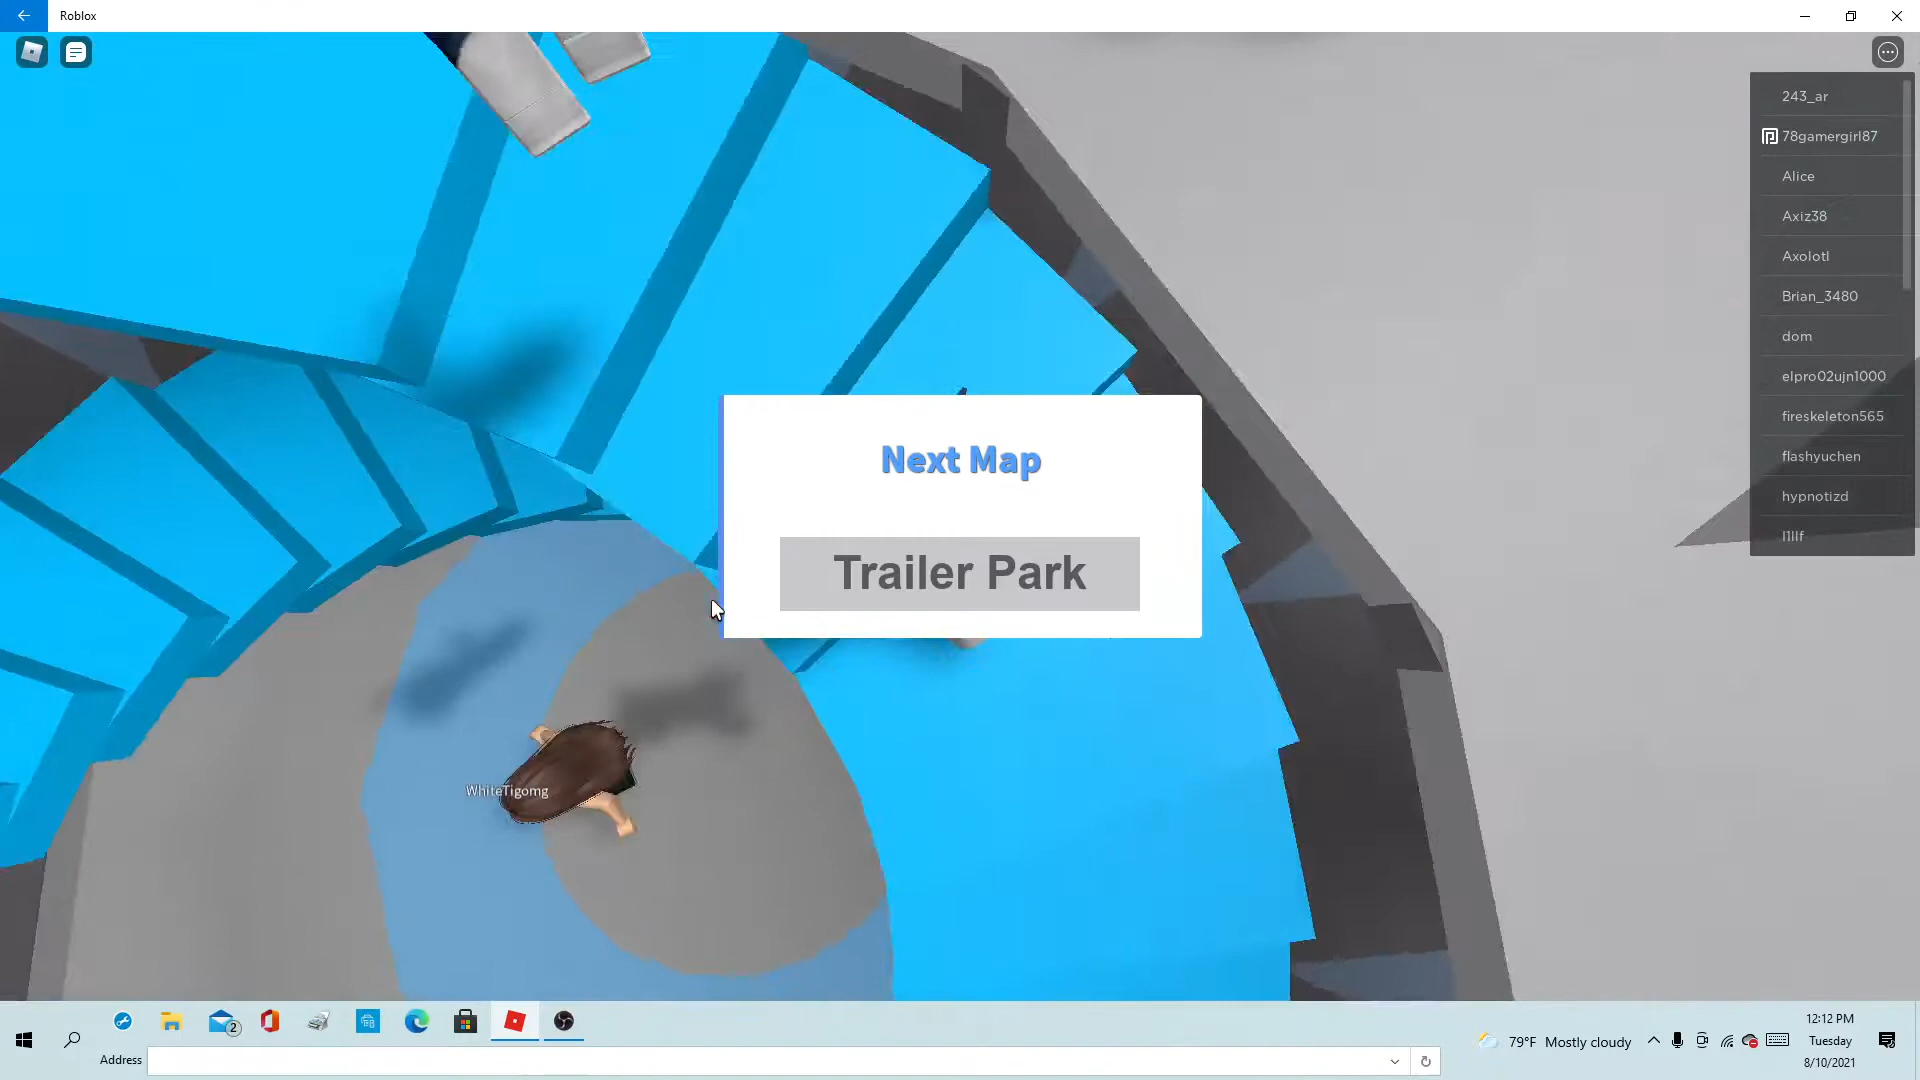 Roblox
243_ar
78gamergirl87
Alice
Axiz38
Axolotl
Brian_3480
dom
elpro02ujn1000
fireskeleton565
flashyuchen
hypnotizd
Next Map
Trailer Park
WhiteTigomg
2
79°F Mostly cloudy
12:12 PM
Tuesday
8/10/2021
Address